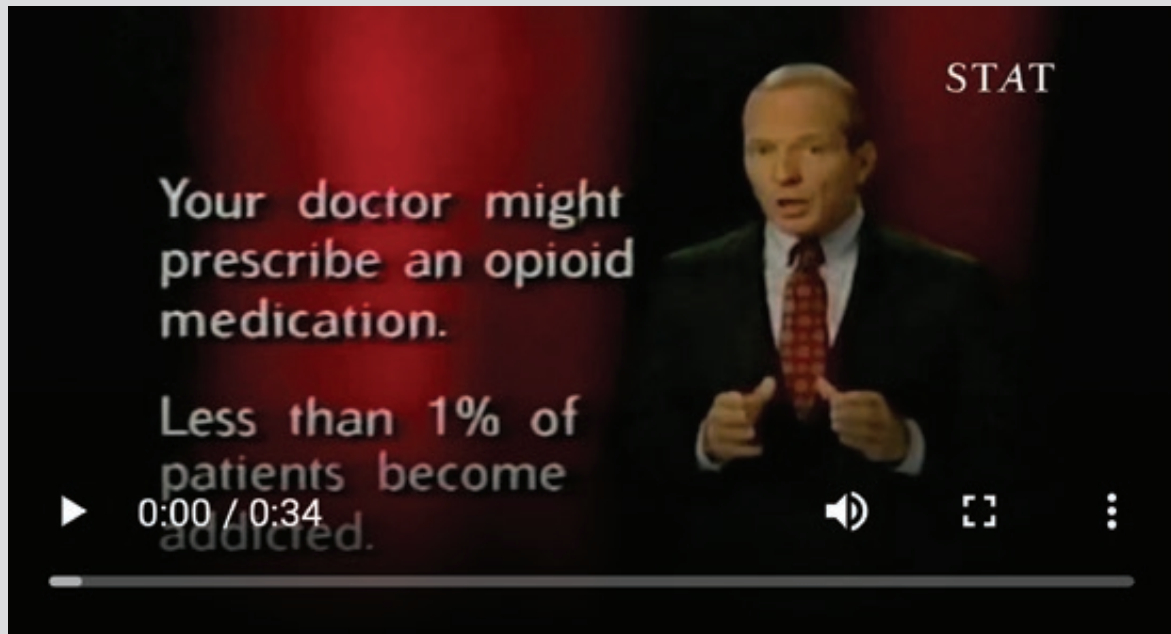 STAT
Your doctor might
prescribe an opioid
medication.
Less than 1% of
patients become
addicted.
0:00 / 0:34